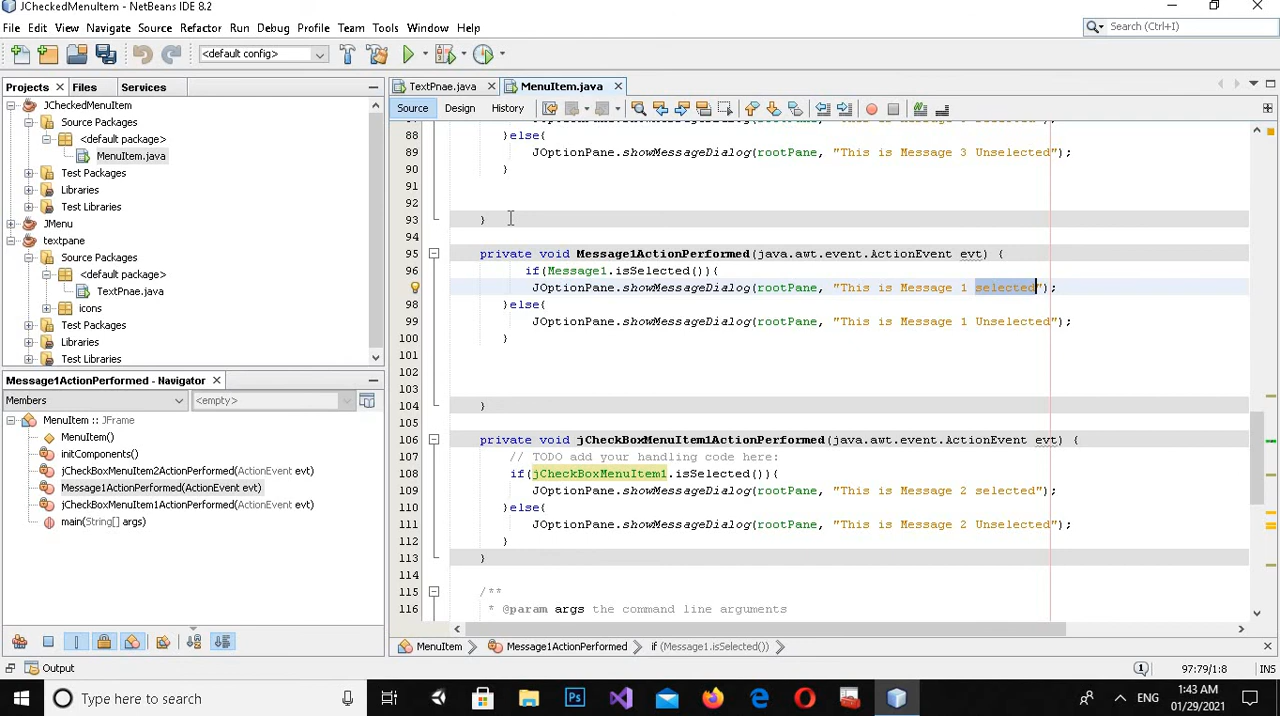 JCheckedMenuItem - NetBeans IDE 8.2
File Edit View Navigate Source Refactor Run Debug Profile Team Tools Window Help
Search (Ctrl+I)
<default config>
Projects Files Services
TextPnae.java MenuItem.java
Source Design History
JCheckedMenuItem
Source Packages
<default package>
MenuItem.java
Test Packages
Libraries
Test Libraries
JMenu
textpane
Source Packages
<default package>
TextPnae.java
icons
Test Packages
Libraries
Test Libraries
Message1ActionPerformed - Navigator
Members <empty>
MenuItem :: JFrame
MenuItem()
initComponents()
jCheckBoxMenuItem2ActionPerformed(ActionEvent evt)
Message1ActionPerformed(ActionEvent evt)
jCheckBoxMenuItem1ActionPerformed(ActionEvent evt)
main(String[] args)
88 }else{
89 JOptionPane.showMessageDialog(rootPane, "This is Message 3 Unselected");
90 }
91
92
93 }
94
95 private void Message1ActionPerformed(java.awt.event.ActionEvent evt) {
96 if(Message1.isSelected()){
JOptionPane.showMessageDialog(rootPane, "This is Message 1 selected");
98 }else{
99 JOptionPane.showMessageDialog(rootPane, "This is Message 1 Unselected");
100 }
101
102
103
104 }
105
106 private void jCheckBoxMenuItem1ActionPerformed(java.awt.event.ActionEvent evt) {
107 // TODO add your handling code here:
108 if(jCheckBoxMenuItem1.isSelected()){
109 JOptionPane.showMessageDialog(rootPane, "This is Message 2 selected");
110 }else{
111 JOptionPane.showMessageDialog(rootPane, "This is Message 2 Unselected");
112 }
113 }
114
115 /**
116 * @param args the command line arguments
MenuItem Message1ActionPerformed if (Message1.isSelected())
Output
1 97:79/1:8 INS
Type here to search
ENG
1:43 AM
01/29/2021